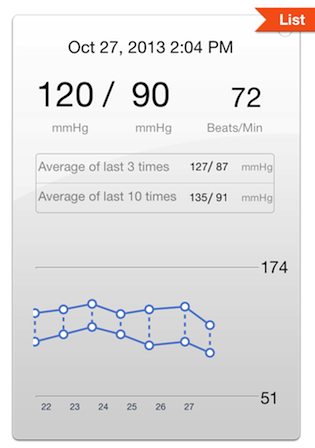 List
Oct 27, 2013 2:04 PM
120 / 90 72
mmHg mmHg Beats/Min
Average of last 3 times 127/ 87 mmHg
Average of last 10 times 135/ 91 mmHg
174
51
22 23 24 25 26 27